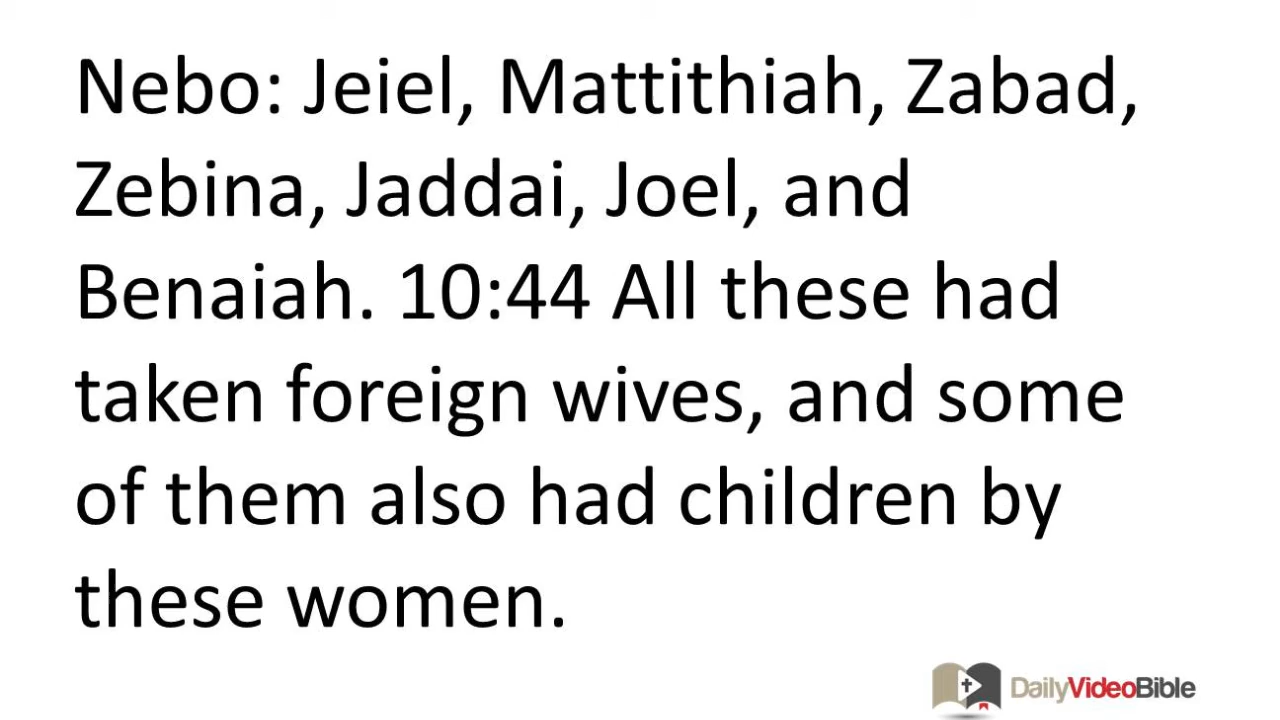 Nebo: Jeiel, Mattithiah, Zabad,
Zebina, Jaddai, Joel, and
Benaiah. 10:44 All these had
taken foreign wives, and some
of them also had children by
these women.
DailyVideoBible